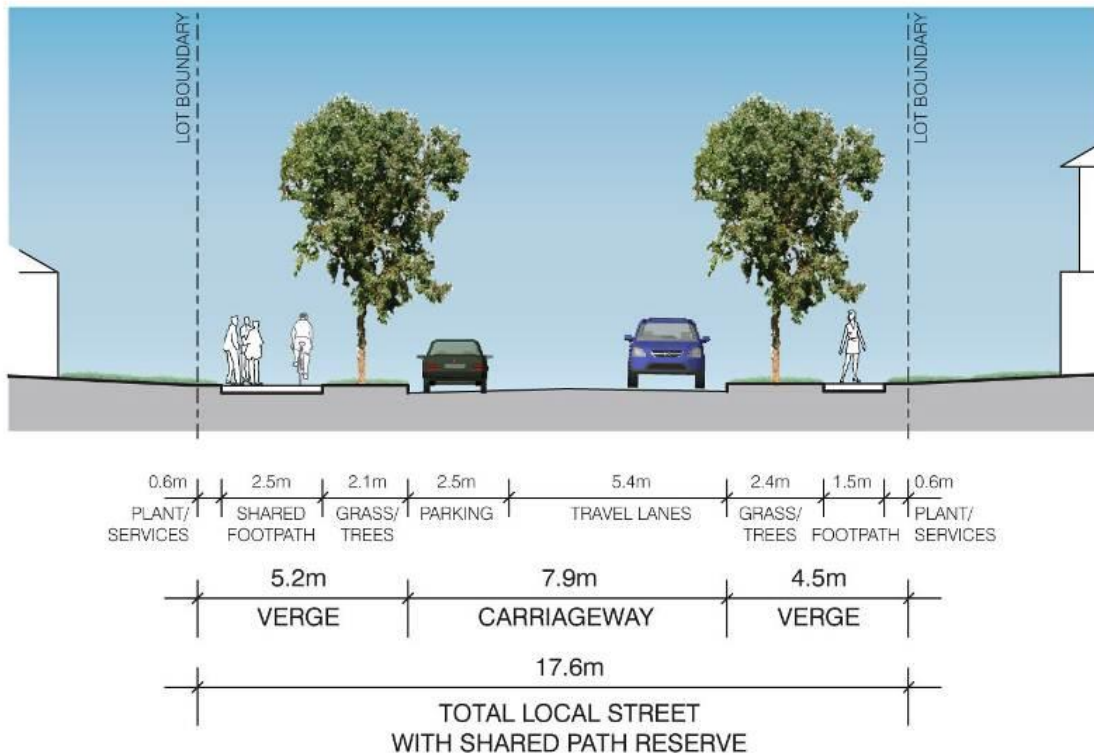 LOT BOUNDARY
LOT BOUNDARY
0.6m 2.5m 2.1m 2.5m 5.4m 2.4m 1.5m 0.6m
PLANT/ SHARED GRASS/ PARKING TRAVEL LANES GRASS/ FOOTPATH PLANT/
SERVICES FOOTPATH TREES TREES SERVICES
5.2m 7.9m 4.5m
VERGE CARRIAGEWAY VERGE
17.6m
TOTAL LOCAL STREET
WITH SHARED PATH RESERVE